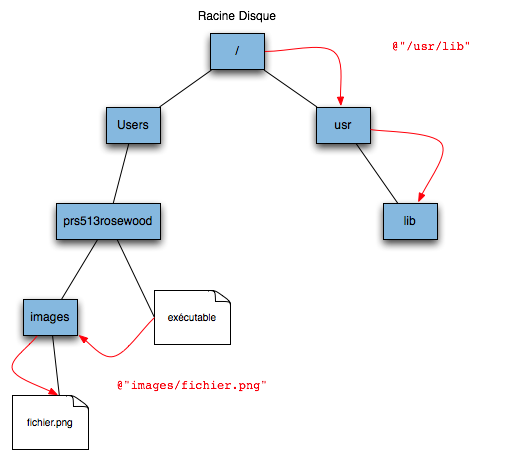 Racine Disque
/
@"/usr/lib"
Users
usr
prs513rosewood
lib
images
exécutable
@"images/fichier.png"
fichier.png